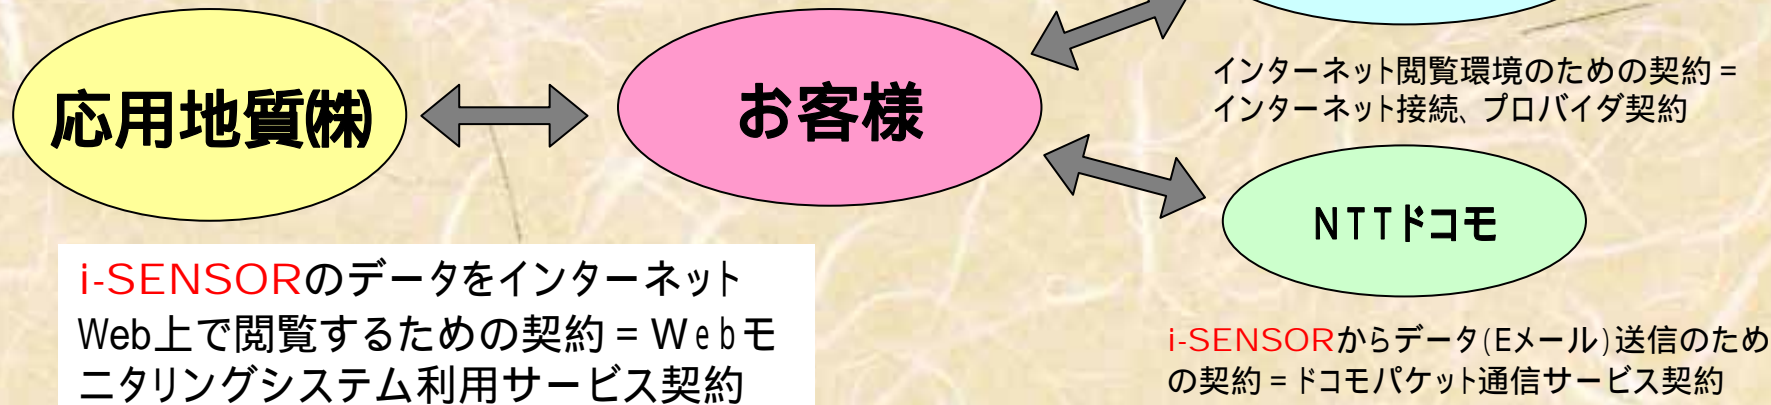 応用地質㈱
お客様
インターネット閲覧環境のための契約＝
インターネット接続、プロバイダ契約
ＮＴＴドコモ
i-SENSORのデータをインターネット
Web上で閲覧するための契約＝Ｗｅｂモ
ニタリングシステム利用サービス契約
i-SENSORからデータ(Eメール)送信のため
の契約＝ドコモパケット通信サービス契約